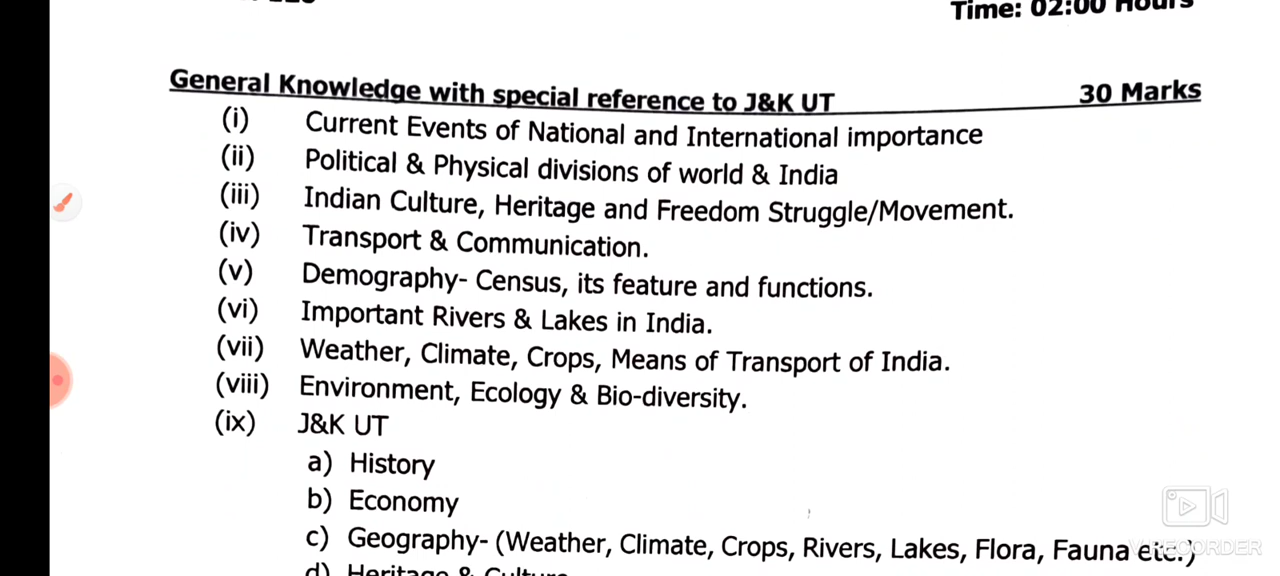 Time: 02:00 Hours
General Knowledge with special reference to J&K UT 30 Marks
(i) Current Events of National and International importance
(ii) Political & Physical divisions of world & India
(iii) Indian Culture, Heritage and Freedom Struggle/Movement.
(iv) Transport & Communication.
(v) Demography- Census, its feature and functions.
(vi) Important Rivers & Lakes in India.
(vii) Weather, Climate, Crops, Means of Transport of India.
(viii) Environment, Ecology & Bio-diversity.
(ix) J&K UT
a) History
b) Economy
c) Geography- (Weather, Climate, Crops, Rivers, Lakes, Flora, Fauna etc.)
d) Heritage & Culture
V RECORDER